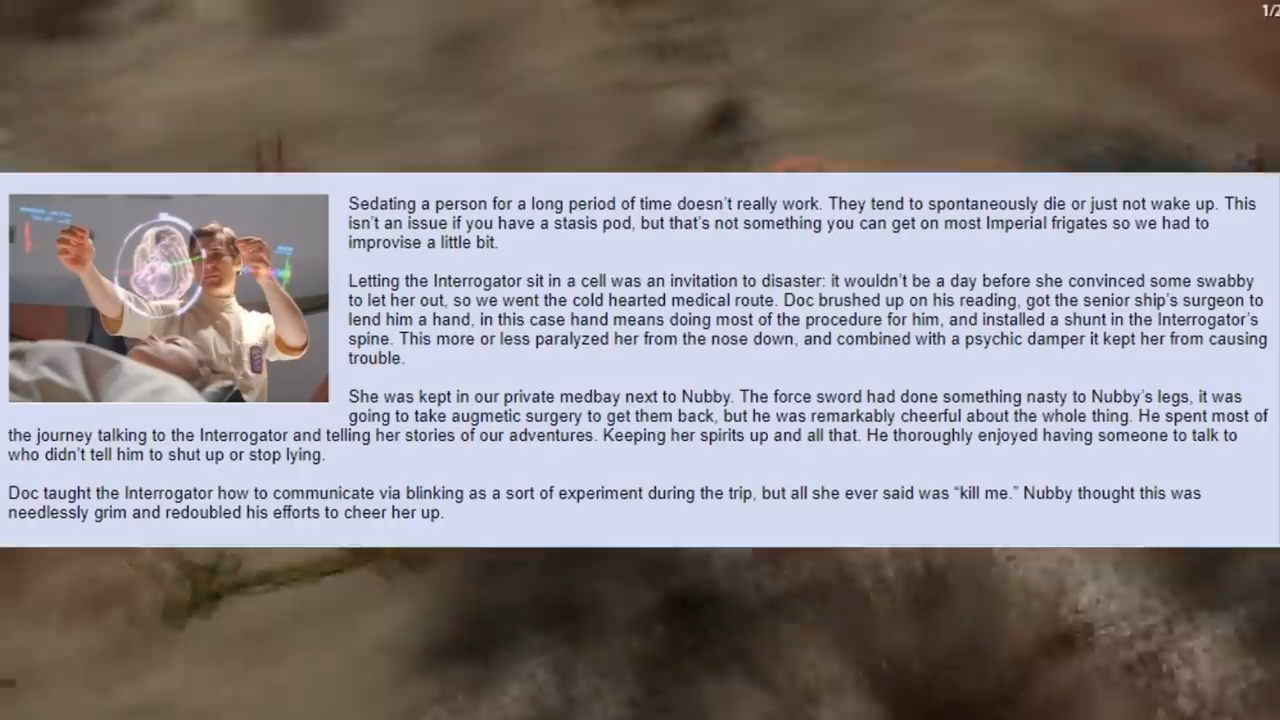 1/2
Sedating a person for a long period of time doesn't really work. They tend to spontaneously die or just not wake up. This
isn't an issue if you have a stasis pod, but that's not something you can get on most Imperial frigates so we had to
improvise a little bit.
Letting the Interrogator sit in a cell was an invitation to disaster: it wouldn't be a day before she convinced some swabby
to let her out, so we went the cold hearted medical route. Doc brushed up on his reading, got the senior ship's surgeon to
lend him a hand, in this case hand means doing most of the procedure for him, and installed a shunt in the Interrogator's
spine. This more or less paralyzed her from the nose down, and combined with a psychic damper it kept her from causing
trouble.
She was kept in our private medbay next to Nubby. The force sword had done something nasty to Nubby's legs, it was
going to take augmetic surgery to get them back, but he was remarkably cheerful about the whole thing. He spent most of
the journey talking to the Interrogator and telling her stories of our adventures. Keeping her spirits up and all that. He thoroughly enjoyed having someone to talk to
who didn't tell him to shut up or stop lying.
Doc taught the Interrogator how to communicate via blinking as a sort of experiment during the trip, but all she ever said was “kill me.” Nubby thought this was
needlessly grim and redoubled his efforts to cheer her up.